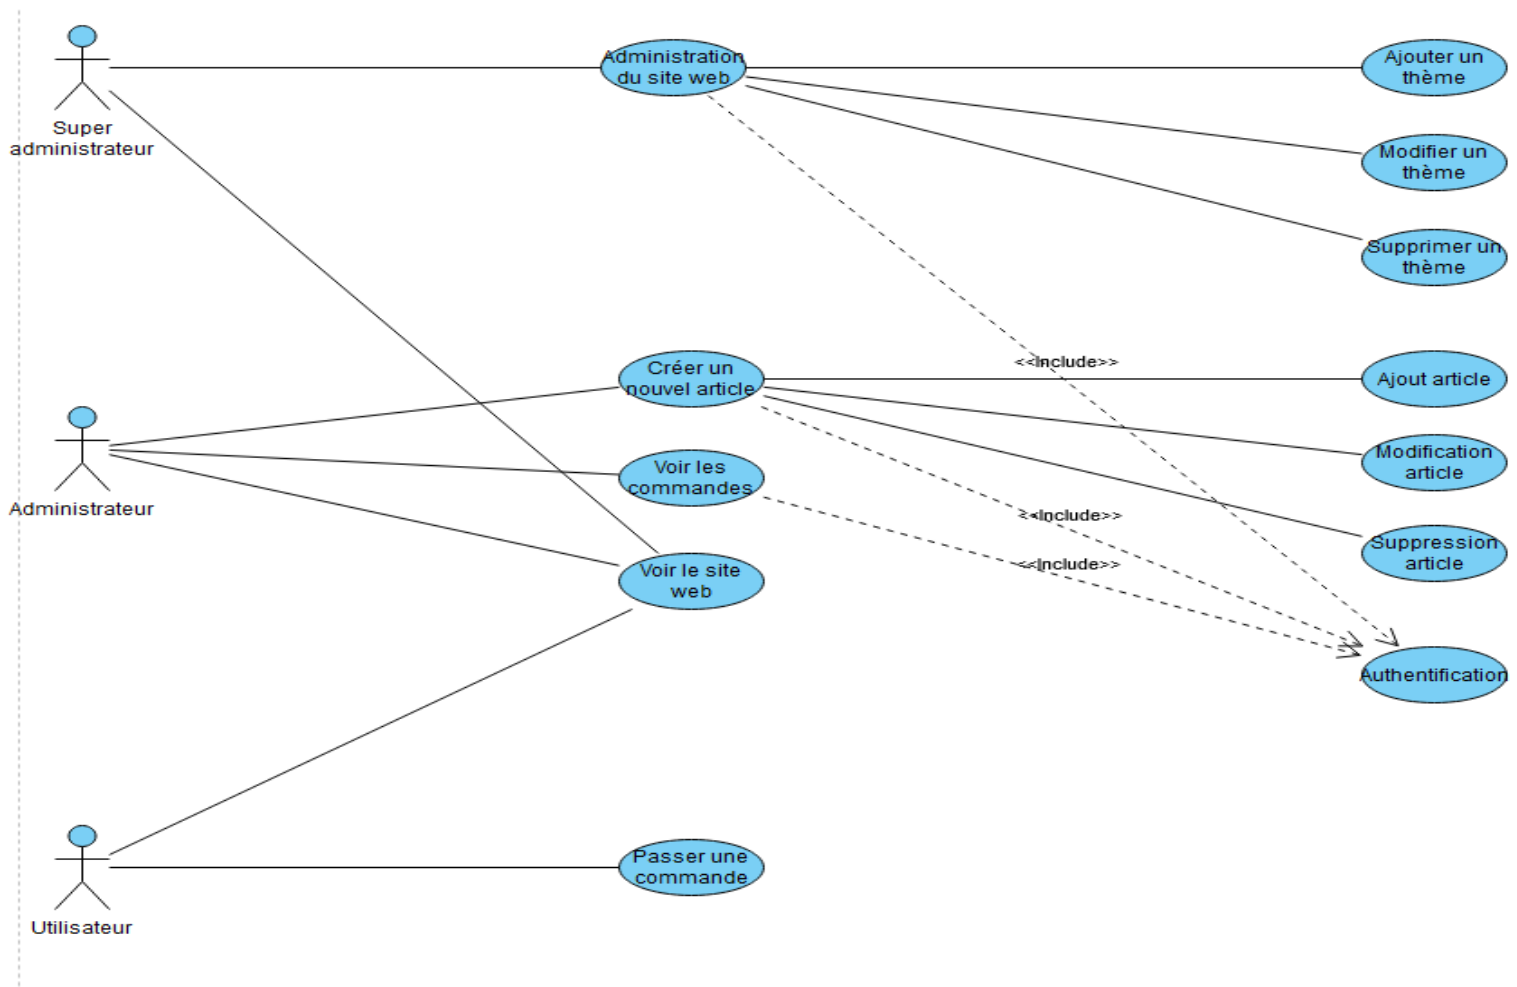 Super
administrateur
Administration
du site web
Ajouter un
thème
Modifier un
thème
Supprimer un
thème
<<Include>>
Créer un
nouvel article
Ajout article
Administrateur
Voir les
commandes
Modification
article
<<Include>>
Suppression
article
<<Include>>
Voir le site
web
Authentification
Utilisateur
Passer une
commande